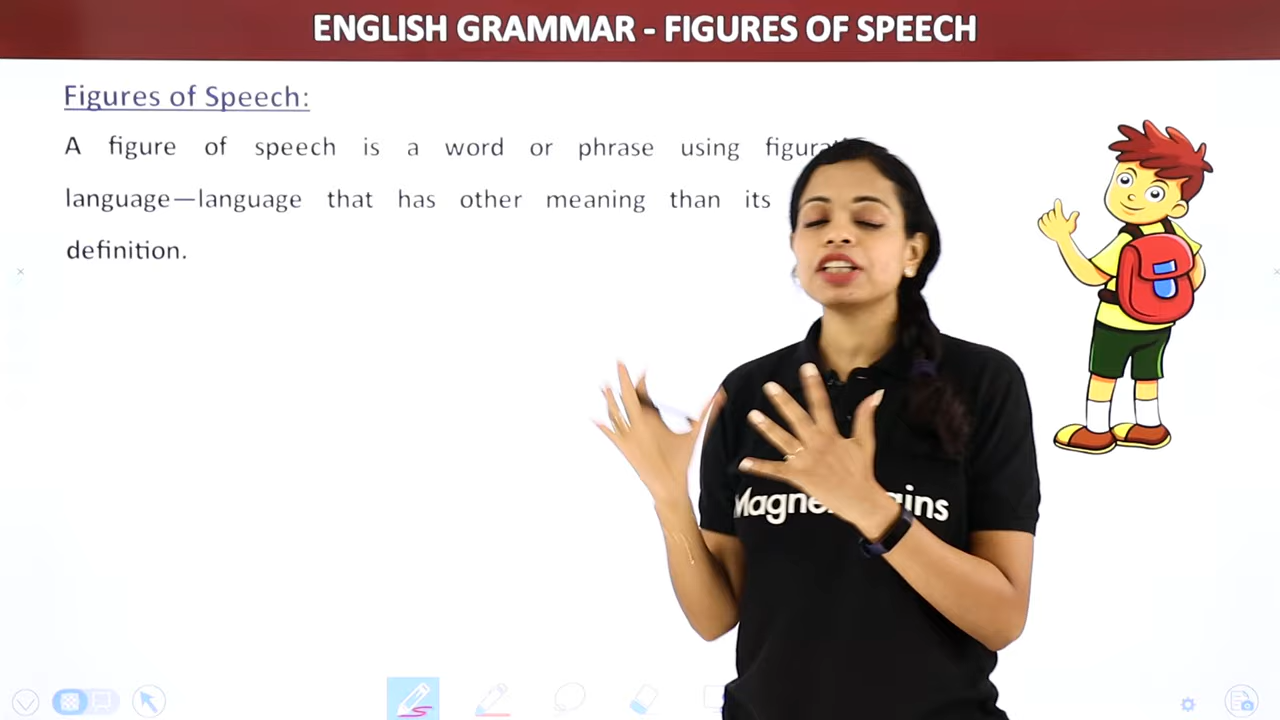 ENGLISH GRAMMAR - FIGURES OF SPEECH
Figures of Speech:
A figure of speech is a word or phrase using
language—language that has other meaning than its
definition.